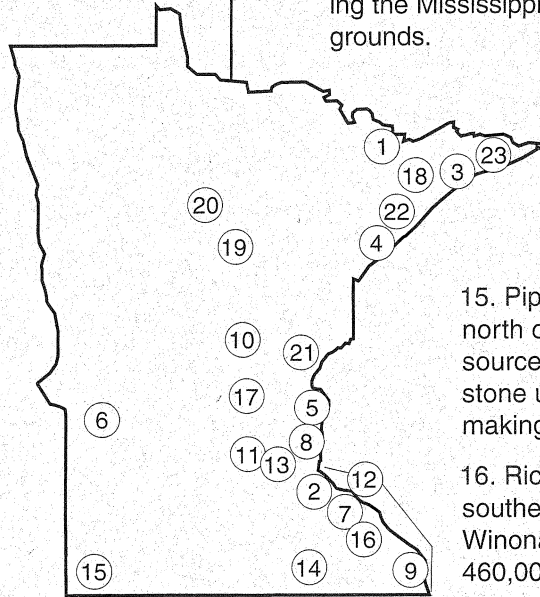 ing the Mississippi
grounds.
1
23
18
3
20
22
4
19
15. Pip
north o
source
stone u
making
10
21
17
5
6
8
11
13
12
2
7
16. Ric
southe
Winona
460,00
16
15
14
9